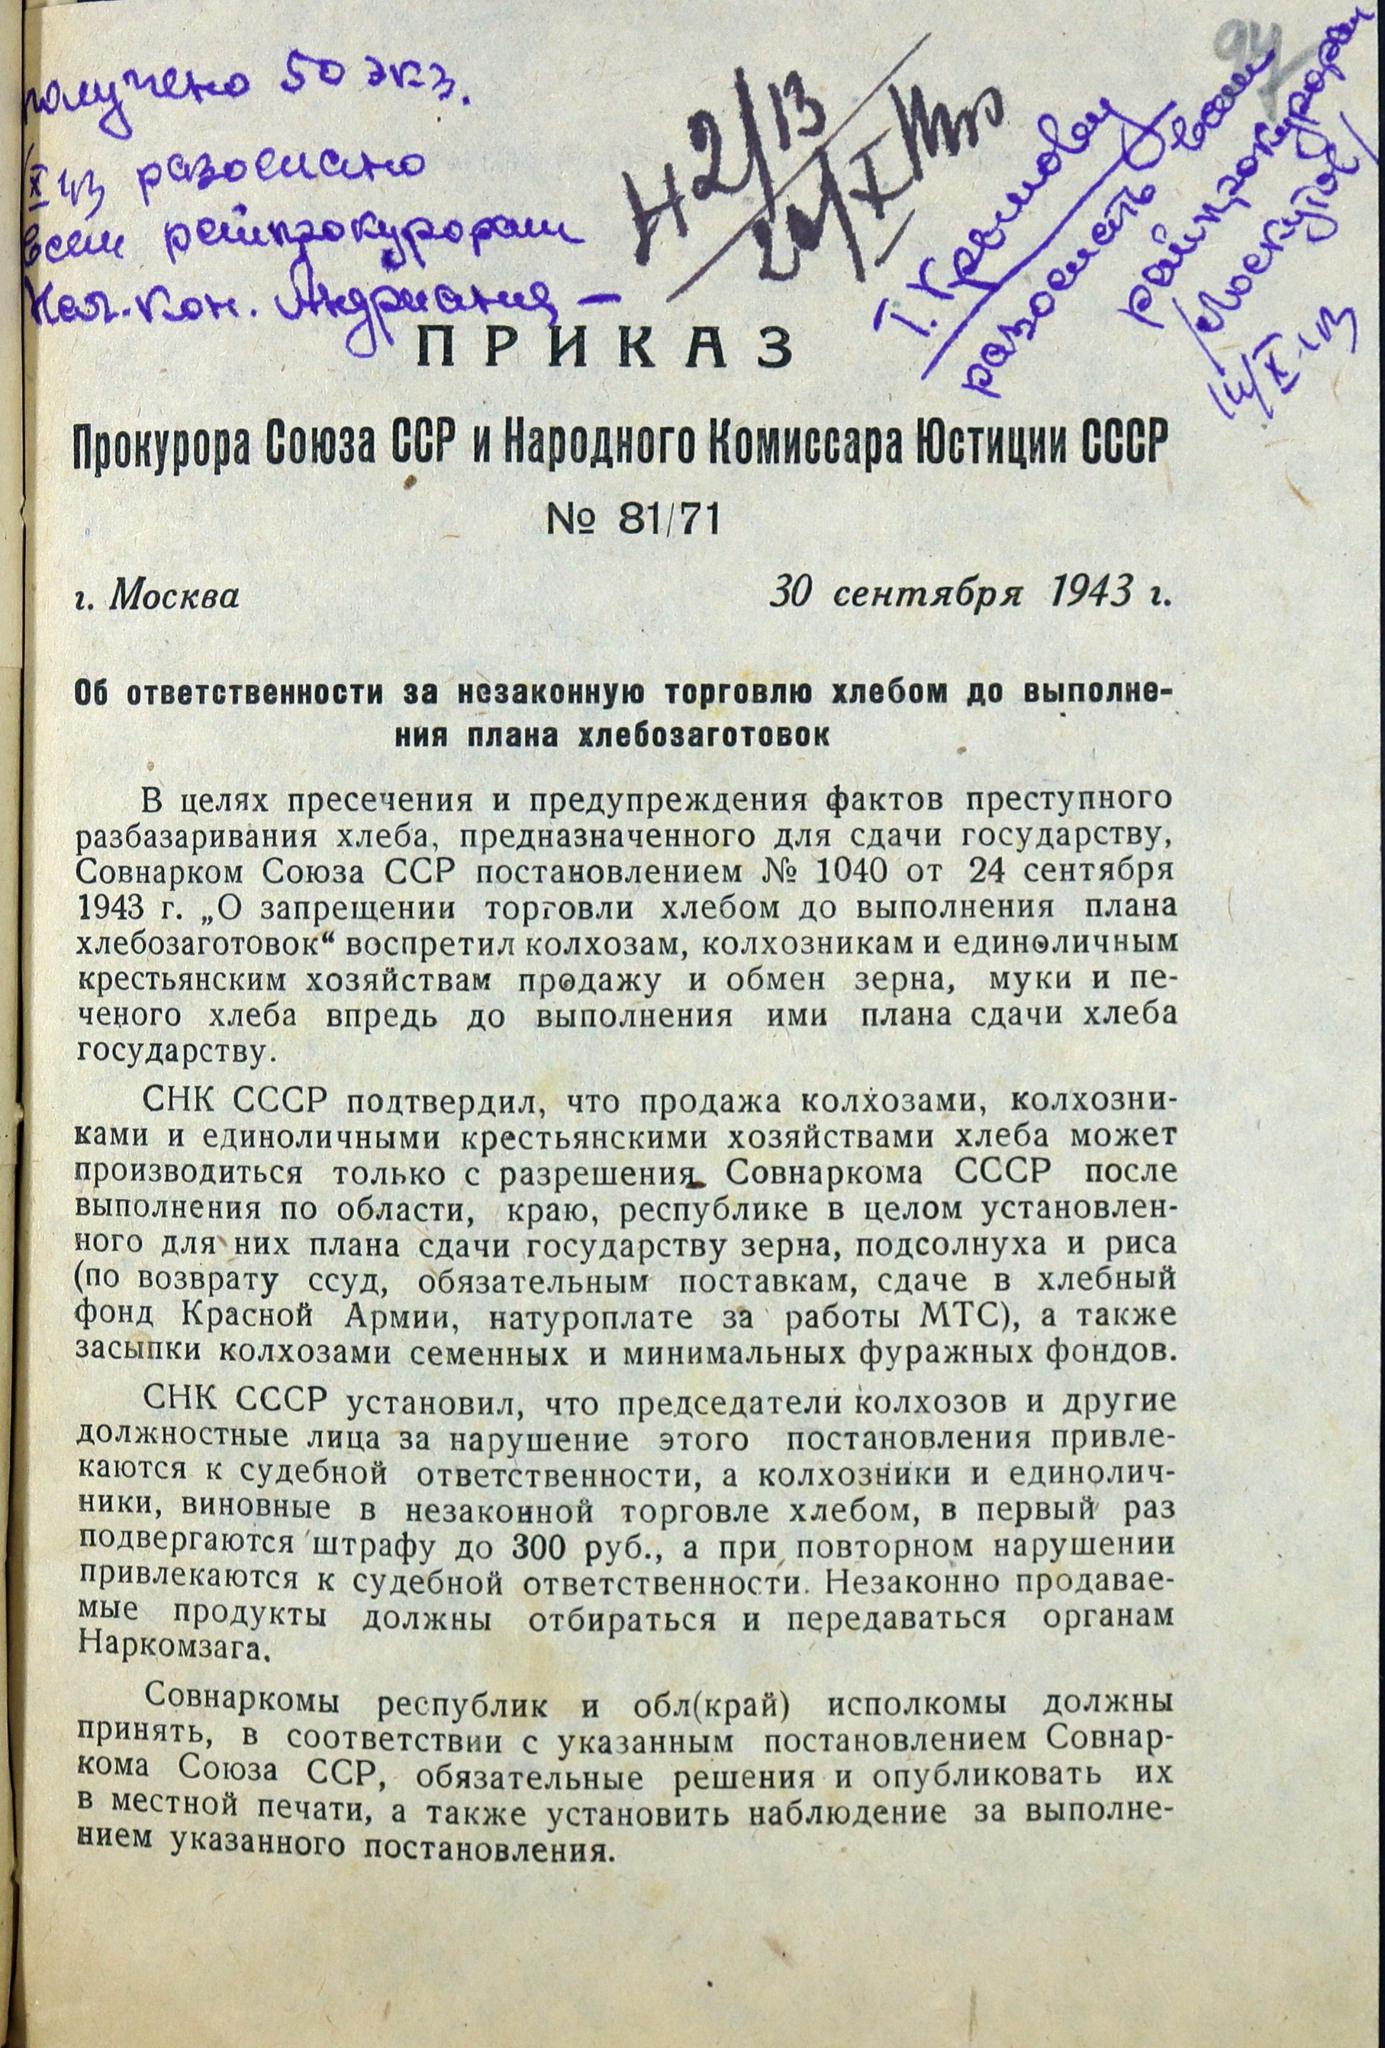 получено 50 экз.
X 43 разослано
всем райпрокурорам
Нач. кан.
т.
разослать всем
райпрокурорам
/Москутов/
X-43
ПРИКАЗ
Прокурора Союза ССР и Народного Комиссара Юстиции СССР
№ 81/71
г. Москва 30 сентября 1943 г.
Об ответственности за незаконную торговлю хлебом до выполне-
ния плана хлебозаготовок
В целях пресечения и предупреждения фактов преступного
разбазаривания хлеба, предназначенного для сдачи государству,
Совнарком Союза ССР постановлением № 1040 от 24 сентября
1943 г. „О запрещении торговли хлебом до выполнения плана
хлебозаготовок“ воспретил колхозам, колхозникам и единоличным
крестьянским хозяйствам продажу и обмен зерна, муки и пе-
ченого хлеба впредь до выполнения ими плана сдачи хлеба
государству.
СНК СССР подтвердил, что продажа колхозами, колхозни-
ками и единоличными крестьянскими хозяйствами хлеба может
производиться только с разрешения Совнаркома СССР после
выполнения по области, краю, республике в целом установлен-
ного для них плана сдачи государству зерна, подсолнуха и риса
(по возврату ссуд, обязательным поставкам, сдаче в хлебный
фонд Красной Армии, натуроплате за работы МТС), а также
засыпки колхозами семенных и минимальных фуражных фондов.
СНК СССР установил, что председатели колхозов и другие
должностные лица за нарушение этого постановления привле-
каются к судебной ответственности, а колхозники и единолич-
ники, виновные в незаконной торговле хлебом, в первый раз
подвергаются штрафу до 300 руб., а при повторном нарушении
привлекаются к судебной ответственности. Незаконно продавае-
мые продукты должны отбираться и передаваться органам
Наркомзага.
Совнаркомы республик и обл(край) исполкомы должны
принять, в соответствии с указанным постановлением Совнар-
кома Союза ССР, обязательные решения и опубликовать их
в местной печати, а также установить наблюдение за выполне-
нием указанного постановления.